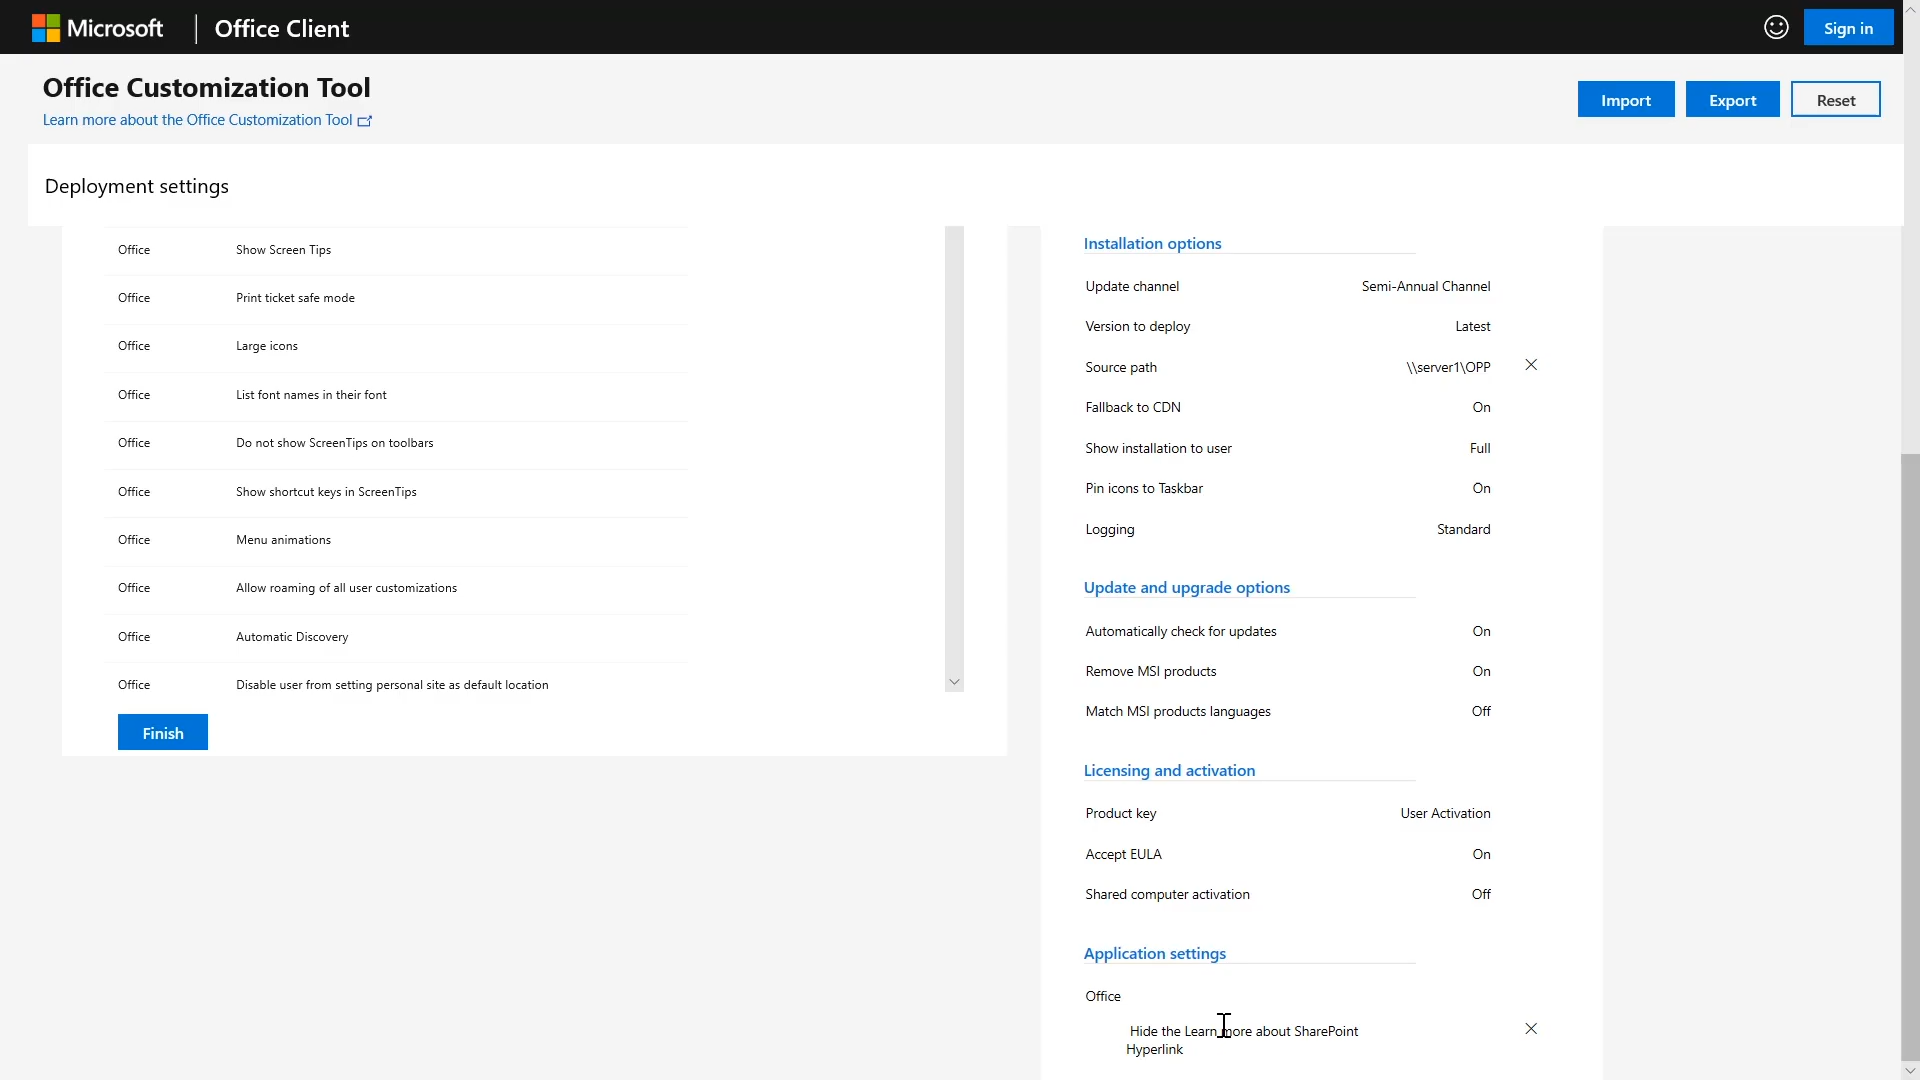 Microsoft
Office Client
Sign in
Office Customization Tool
Learn more about the Office Customization Tool
Import
Export
Reset
Deployment settings
Office Show Screen Tips
Office Print ticket safe mode
Office Large icons
Office List font names in their font
Office Do not show ScreenTips on toolbars
Office Show shortcut keys in ScreenTips
Office Menu animations
Office Allow roaming of all user customizations
Office Automatic Discovery
Office Disable user from setting personal site as default location
Finish
Installation options
Update channel Semi-Annual Channel
Version to deploy Latest
Source path \\server1\OPP
Fallback to CDN On
Show installation to user Full
Pin icons to Taskbar On
Logging Standard
Update and upgrade options
Automatically check for updates On
Remove MSI products On
Match MSI products languages Off
Licensing and activation
Product key User Activation
Accept EULA On
Shared computer activation Off
Application settings
Office
Hide the Learn more about SharePoint
Hyperlink